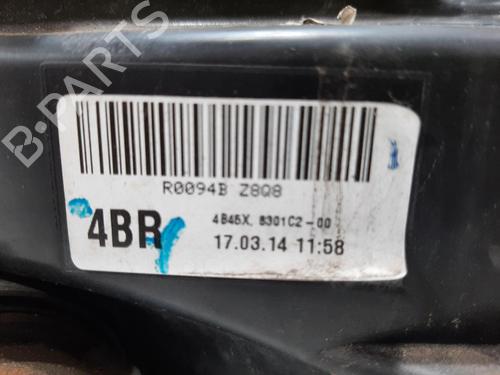 B-PARTS
R0094B Z8Q8
4BR
4B45X, 8301C2-00
17.03.14 11:58